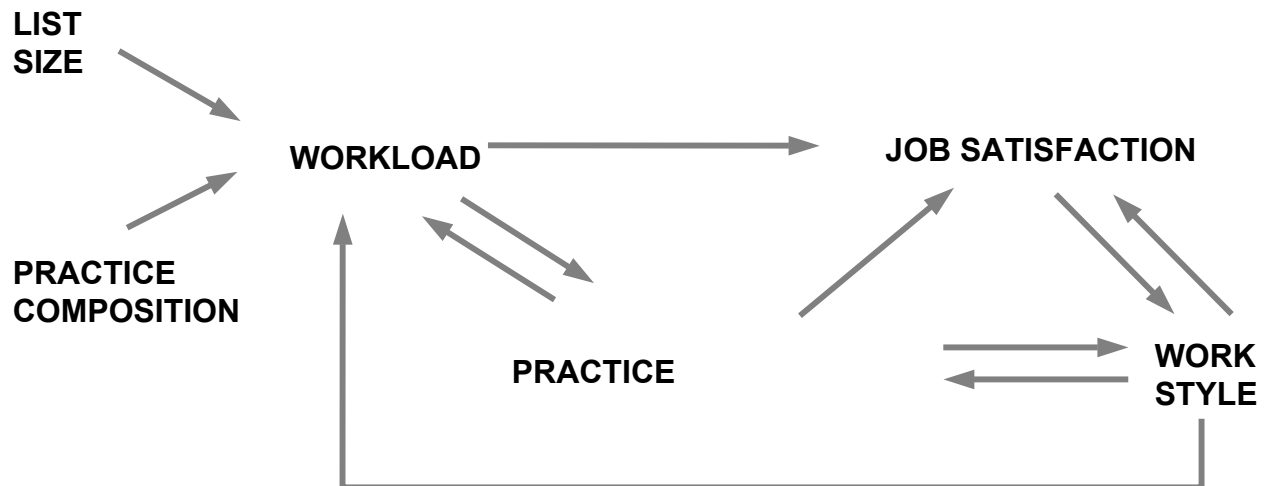 LIST
SIZE
WORKLOAD
JOB SATISFACTION
PRACTICE
COMPOSITION
PRACTICE
WORK
STYLE